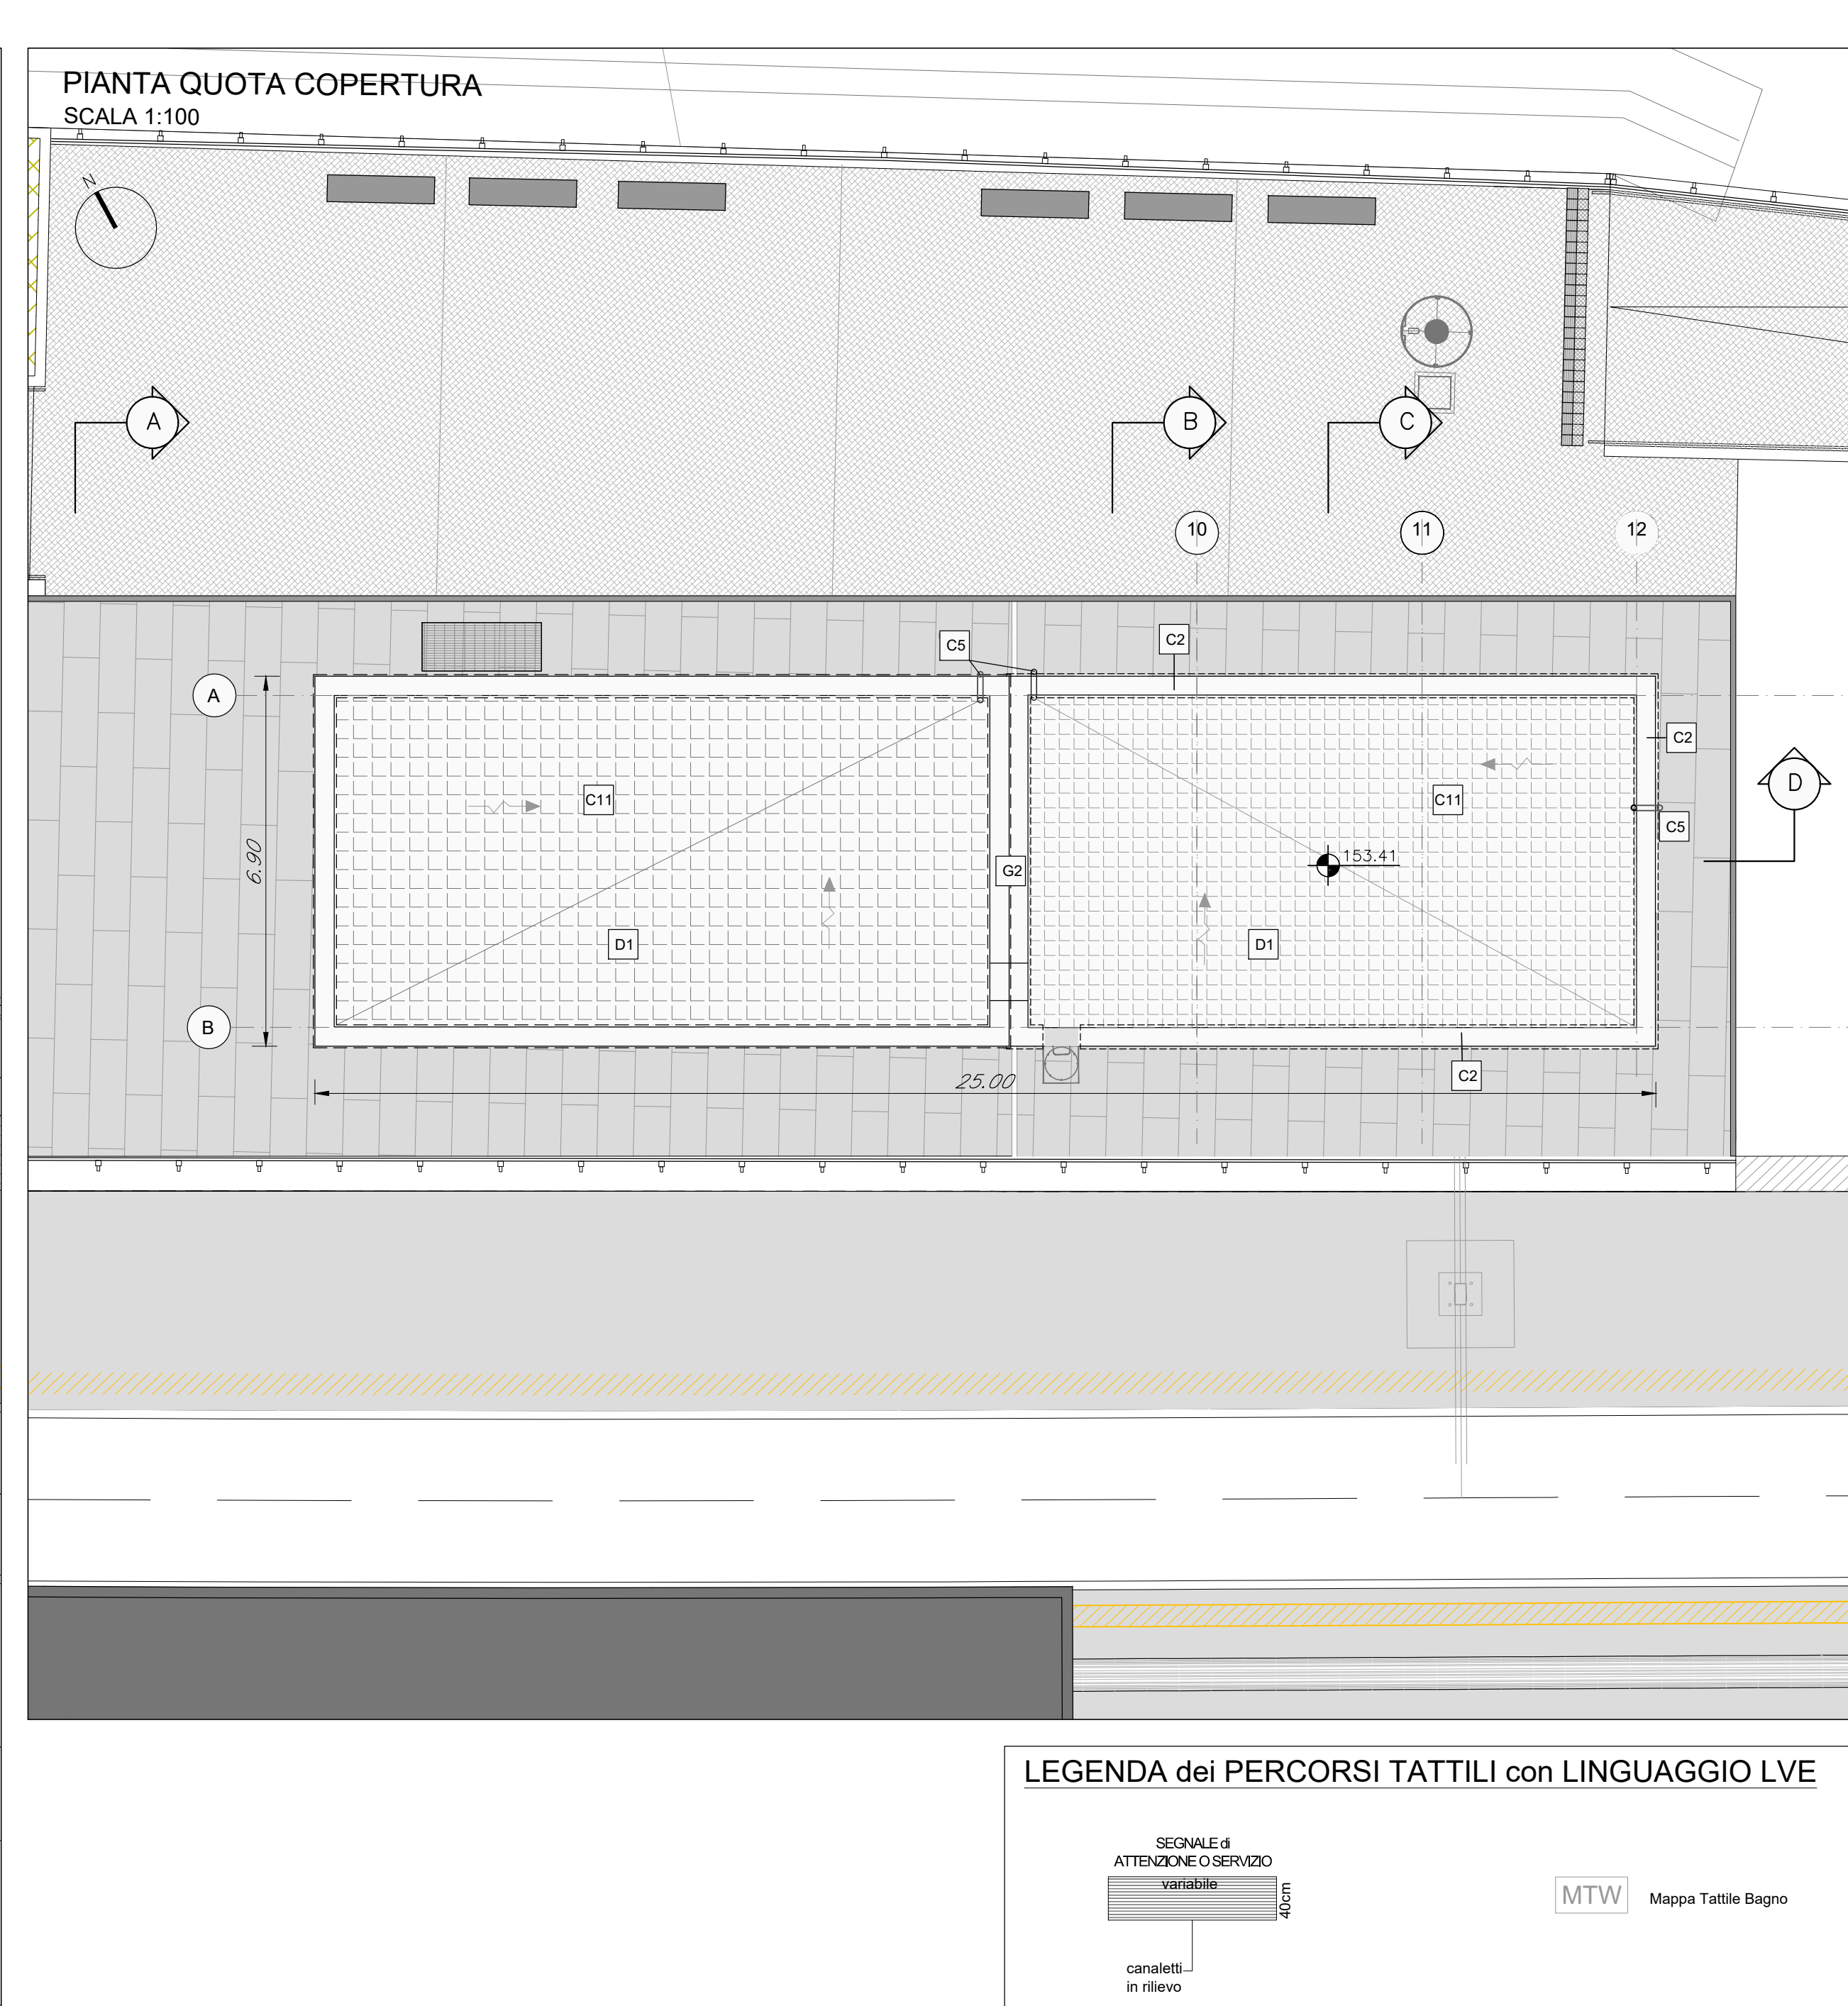 PIANTA QUOTA COPERTURA
SCALA 1:100
N
A
B
C
10
11
12
C5
C2
A
C2
C11
C11
D
C5
6.90
153.41
G2
D1
D1
B
C2
25.00
LEGENDA dei PERCORSI TATTILI con LINGUAGGIO LVE
SEGNALE di
ATTENZIONE O SERVIZIO
variabile
40cm
MTW
Mappa Tattile Bagno
canaletti
in rilievo